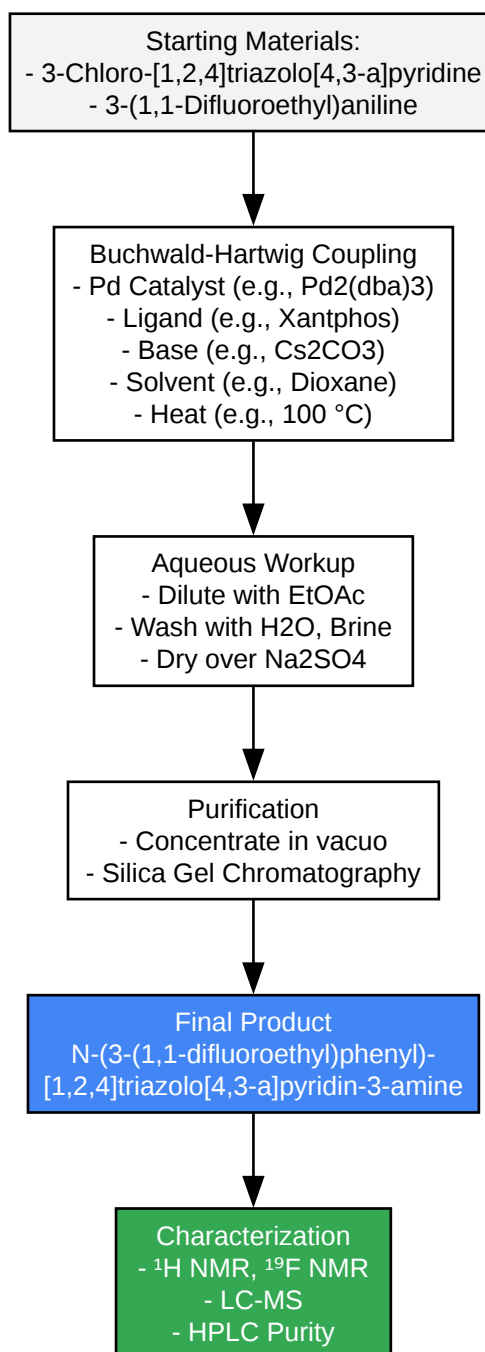 Starting Materials:
- 3-Chloro-[1,2,4]triazolo[4,3-a]pyridine
- 3-(1,1-Difluoroethyl)aniline
Buchwald-Hartwig Coupling
- Pd Catalyst (e.g., Pd2(dba)3)
- Ligand (e.g., Xantphos)
- Base (e.g., Cs2CO3)
- Solvent (e.g., Dioxane)
- Heat (e.g., 100 °C)
Aqueous Workup
- Dilute with EtOAc
- Wash with H2O, Brine
- Dry over Na2SO4
Purification
- Concentrate in vacuo
- Silica Gel Chromatography
Final Product
N-(3-(1,1-difluoroethyl)phenyl)-
[1,2,4]triazolo[4,3-a]pyridin-3-amine
Characterization
- ¹H NMR, ¹⁹F NMR
- LC-MS
- HPLC Purity